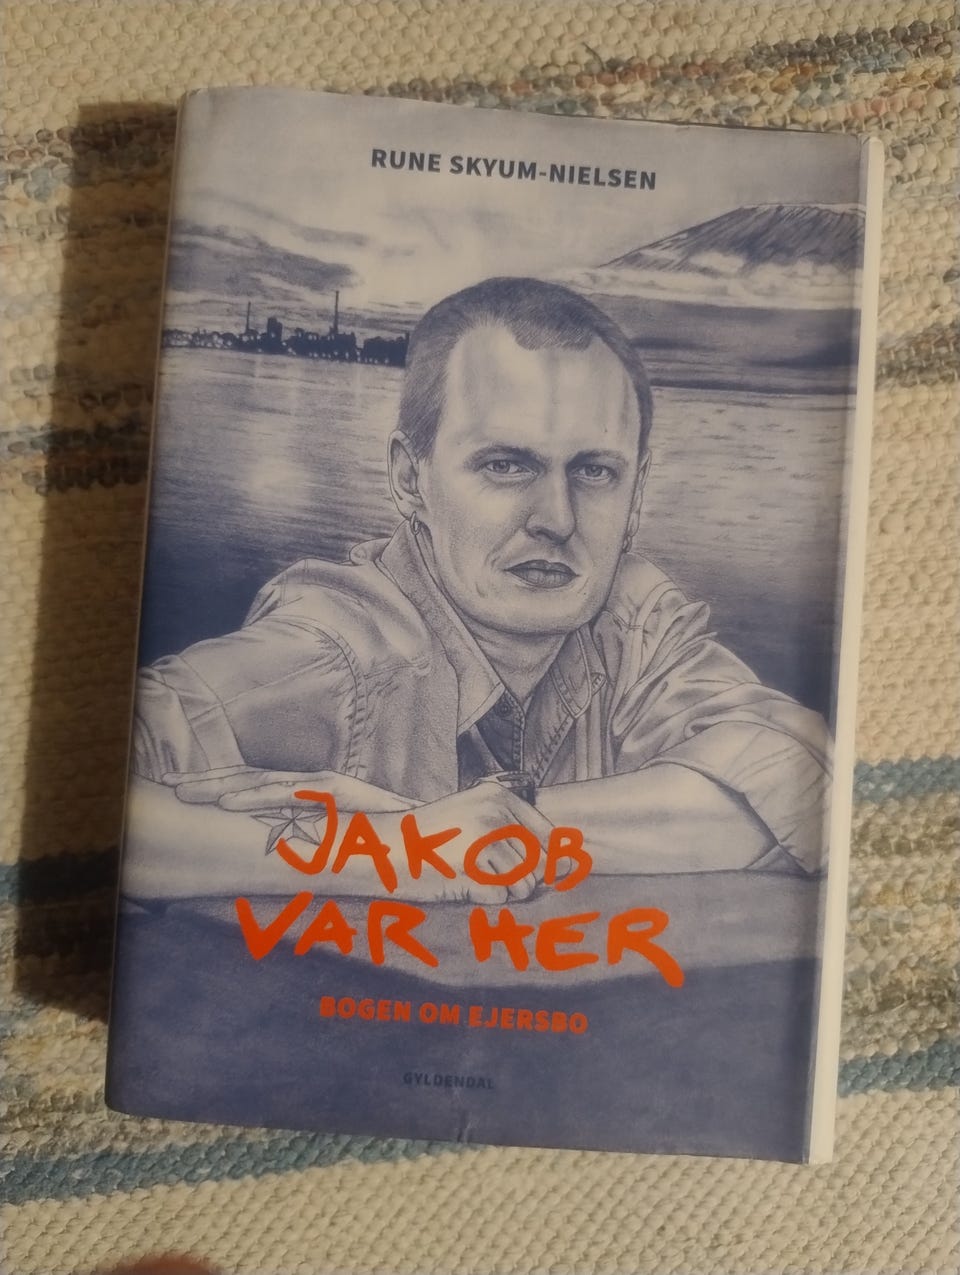 RUNE SKYUM-NIELSEN
JAKOB
VAR HER
BOGEN OM EJERSBO
GYLDENDAL